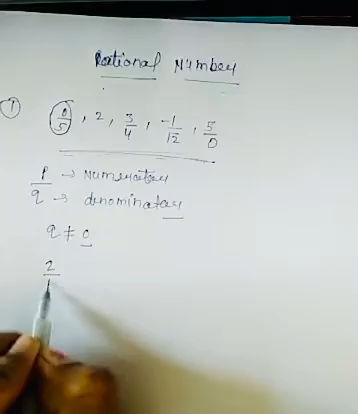 Rational Number
① 0/5, 2, 3/4, -1/12, 5/0
p/q → Numerator
→ denominator
q ≠ 0
2